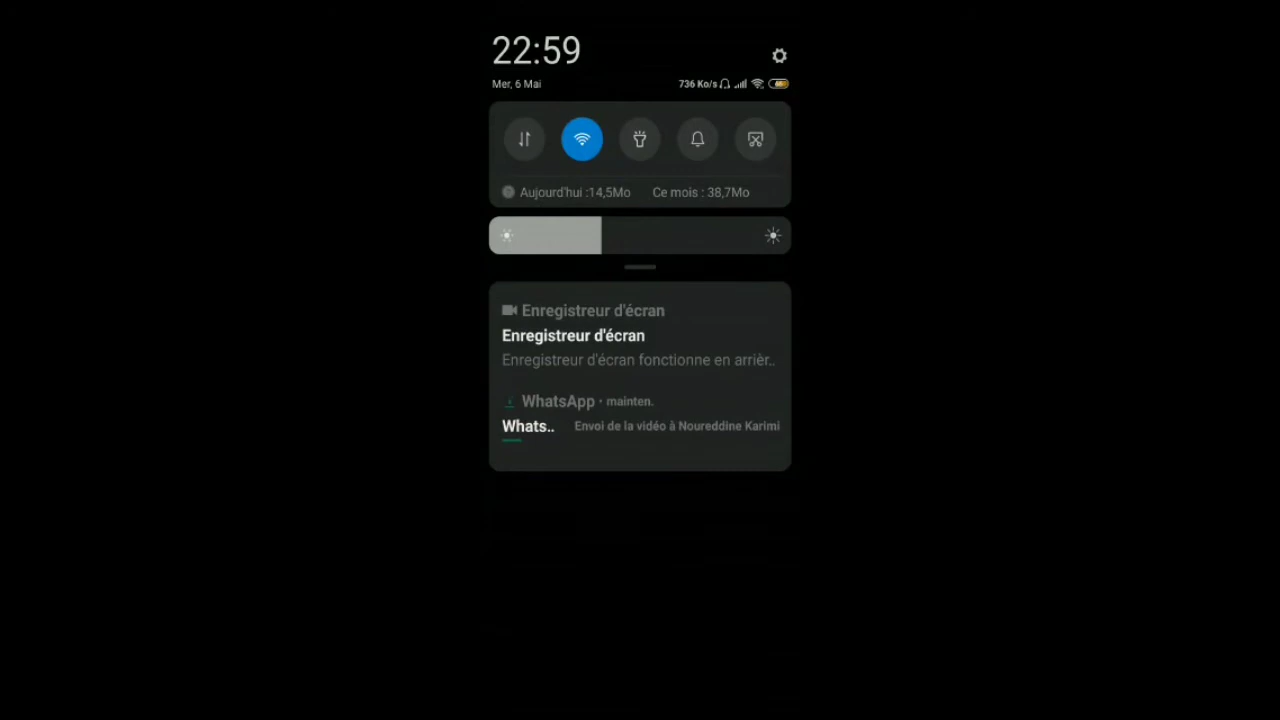 22:59
Mer, 6 Mai
736 Ko/s
Aujourd'hui :14,5Mo Ce mois : 38,7Mo
Enregistreur d'écran
Enregistreur d'écran
Enregistreur d'écran fonctionne en arrièr..
WhatsApp • mainten.
Whats.. Envoi de la vidéo à Noureddine Karimi